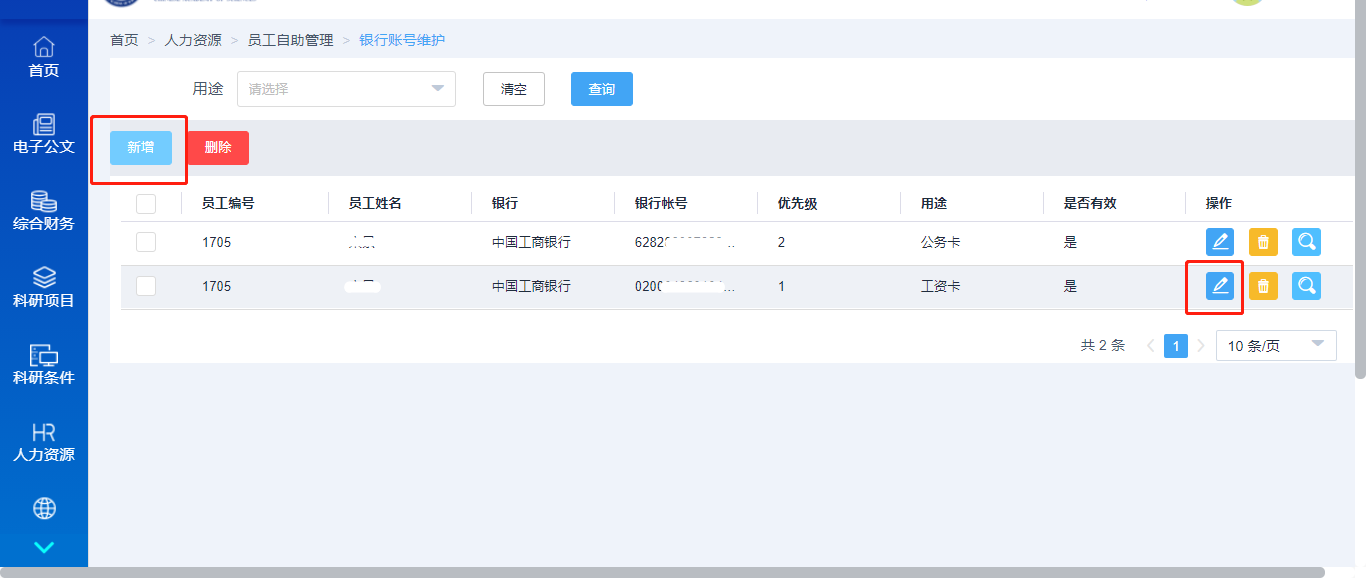 首页 > 人力资源 > 员工自助管理 > 银行账号维护
用途 请选择 清空 查询
新增 删除
员工编号 员工姓名 银行 银行帐号 优先级 用途 是否有效 操作
1705 中国工商银行 2 公务卡 是
1705 中国工商银行 1 工资卡 是
共 2 条 1 10 条/页
首页
电子公文
综合财务
科研项目
科研条件
HR
人力资源